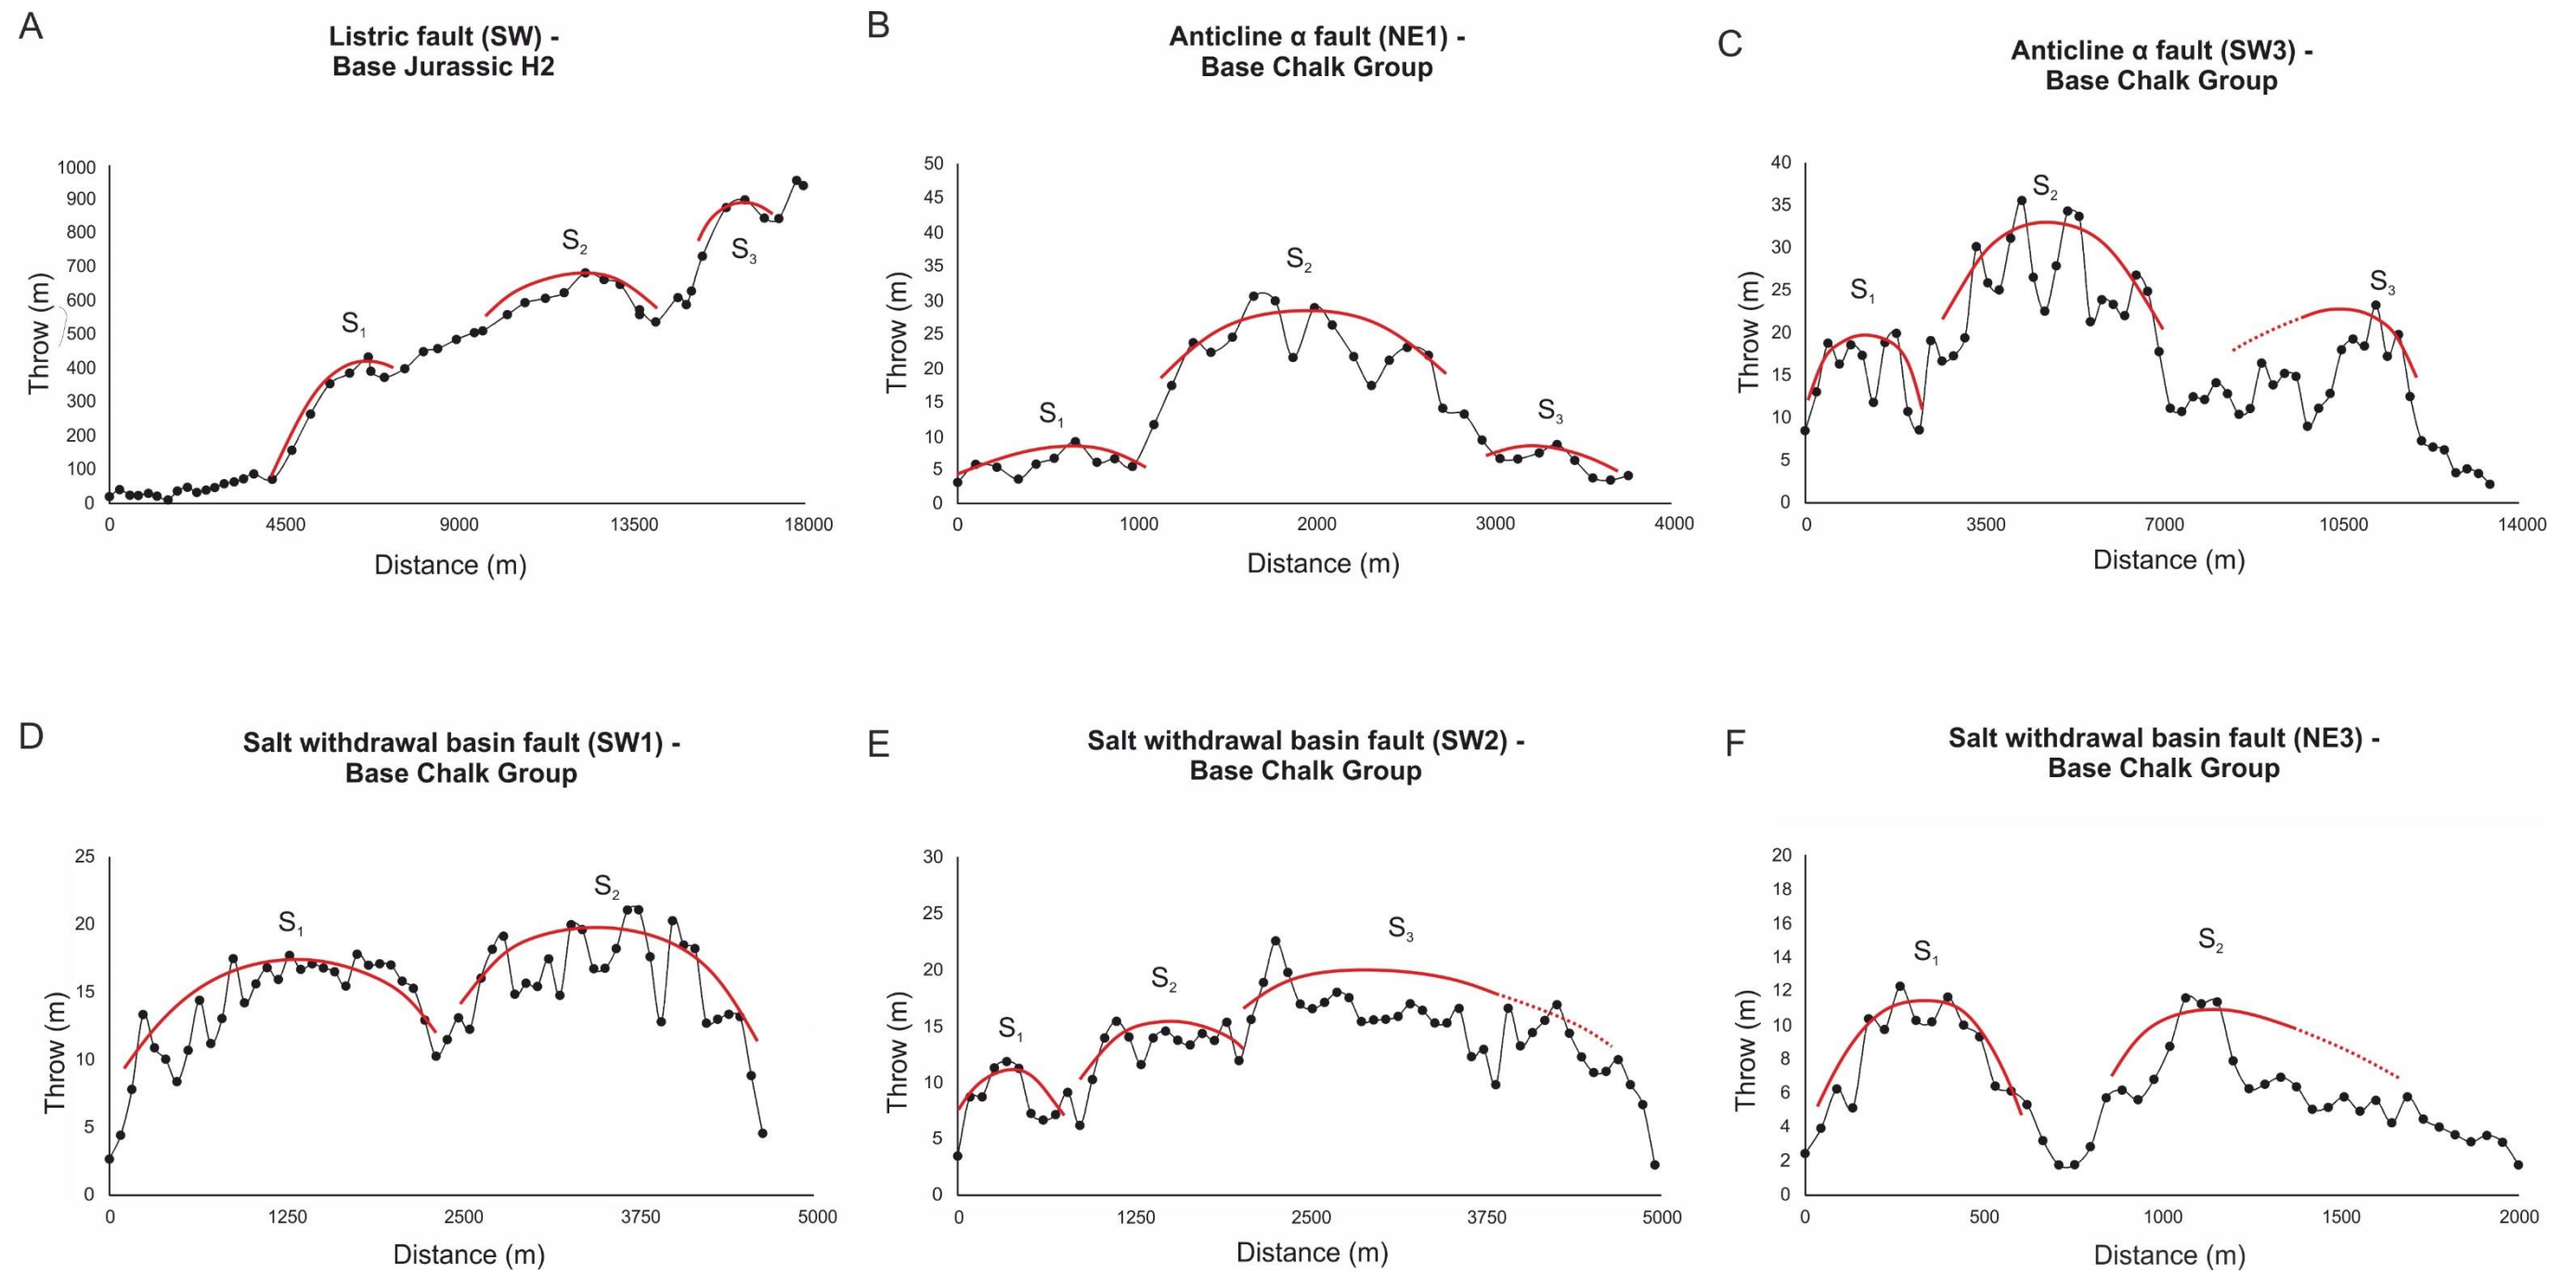 A
Listric fault (SW) -
Base Jurassic H2
1000
900
800
700
600
500
400
300
200
100
0
Throw (m)
S1
S2
S3
0 4500 9000 13500 18000
Distance (m)
B
Anticline α fault (NE1) -
Base Chalk Group
50
45
40
35
30
25
20
15
10
5
0
Throw (m)
S1
S2
S3
0 1000 2000 3000 4000
Distance (m)
C
Anticline α fault (SW3) -
Base Chalk Group
40
35
30
25
20
15
10
5
0
Throw (m)
S1
S2
S3
0 3500 7000 10500 14000
Distance (m)
D
Salt withdrawal basin fault (SW1) -
Base Chalk Group
25
20
15
10
5
0
Throw (m)
S1
S2
0 1250 2500 3750 5000
Distance (m)
E
Salt withdrawal basin fault (SW2) -
Base Chalk Group
30
25
20
15
10
5
0
Throw (m)
S1
S2
S3
0 1250 2500 3750 5000
Distance (m)
F
Salt withdrawal basin fault (NE3) -
Base Chalk Group
20
18
16
14
12
10
8
6
4
2
0
Throw (m)
S1
S2
0 500 1000 1500 2000
Distance (m)